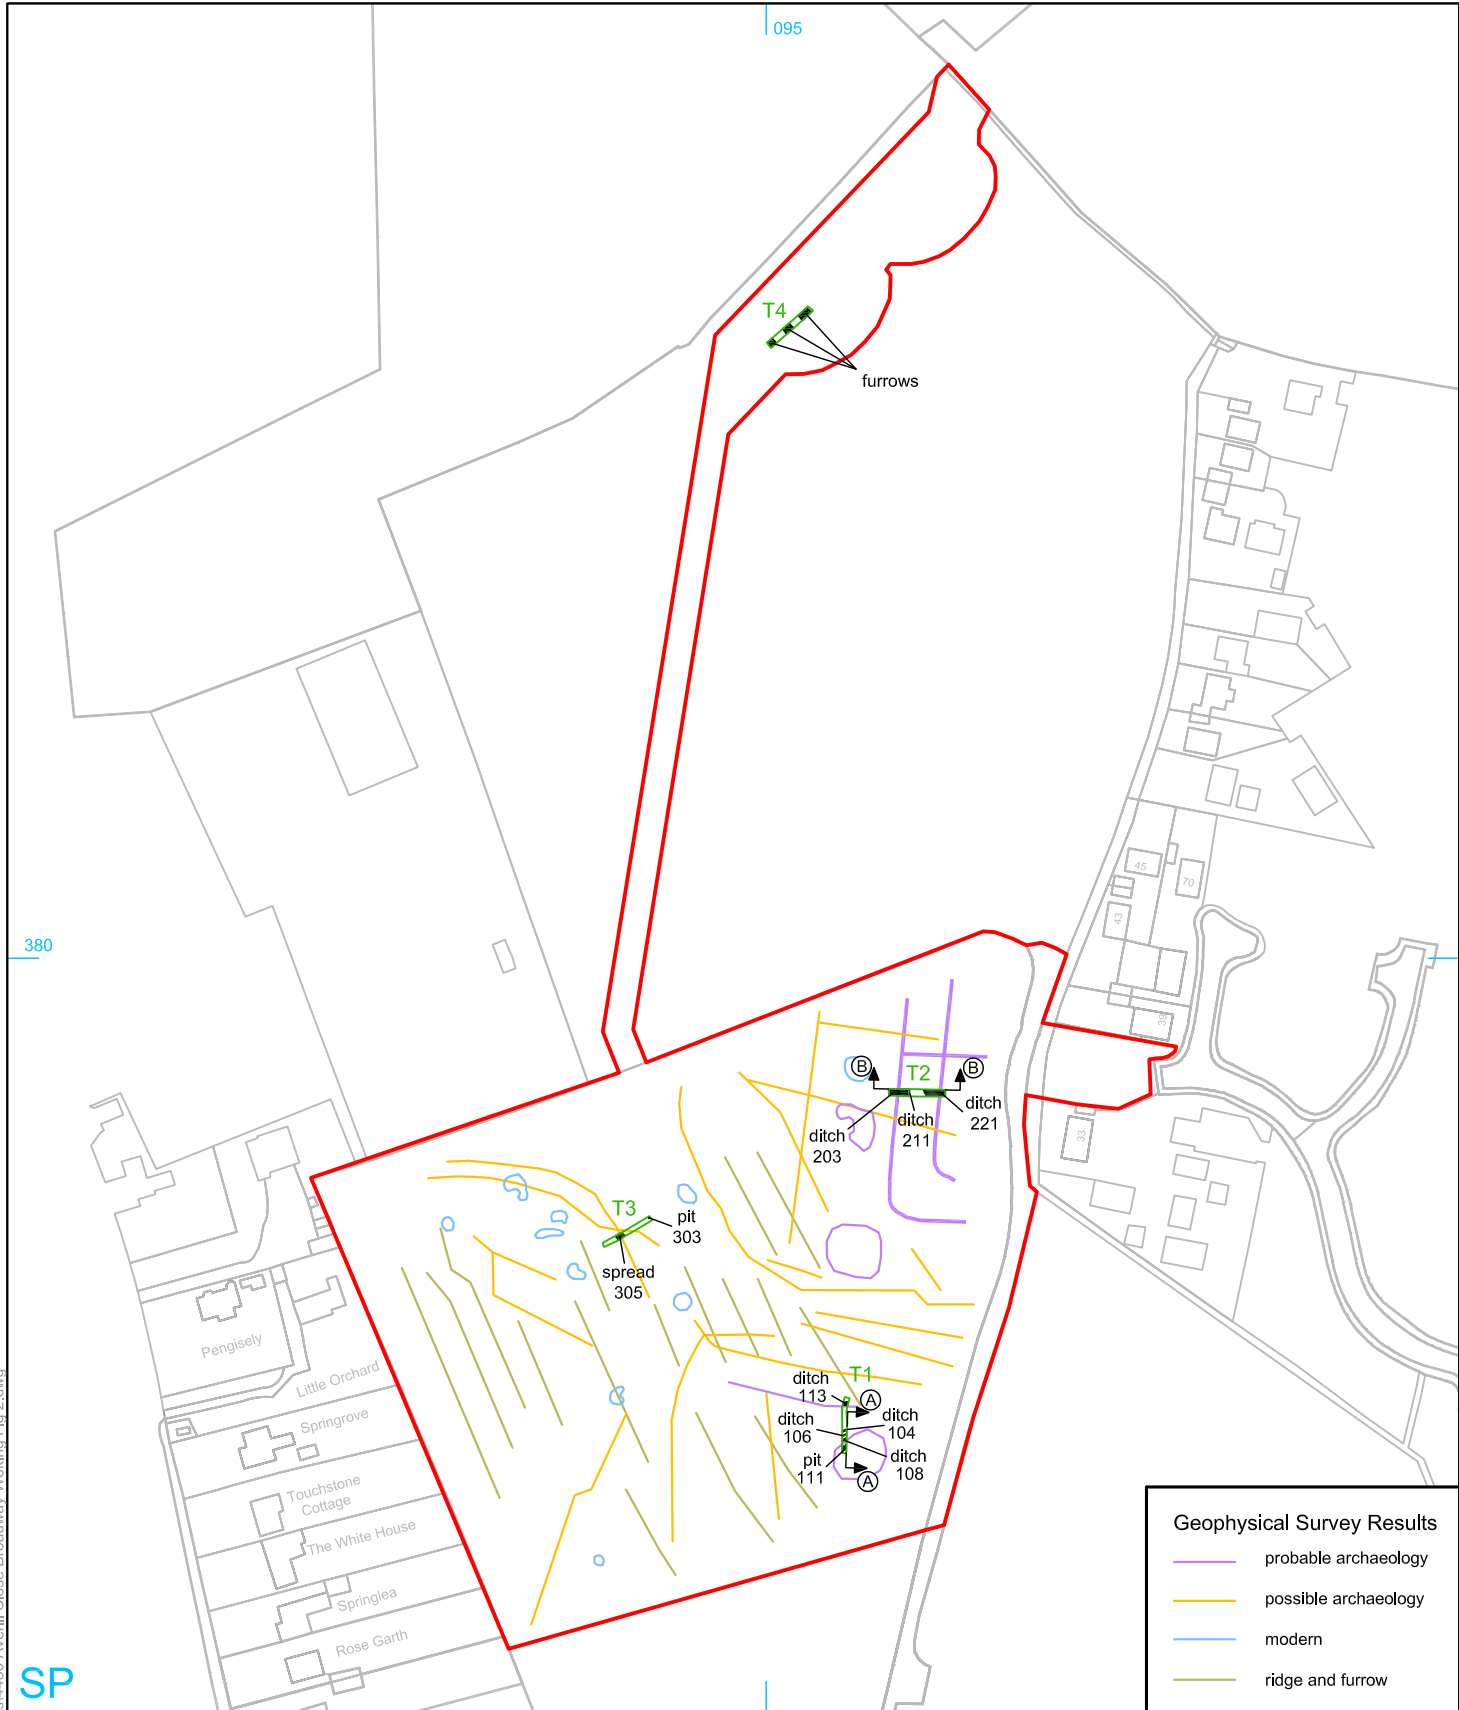 095
T4
furrows
45
70
43
380
39
T2
B
B
ditch
221
ditch
211
ditch
203
33
T3
pit
303
spread
305
Pengisely
Little Orchard
Springrove
Touchstone
Cottage
The White House
Springlea
Rose Garth
T1
ditch
113
A
ditch
104
ditch
106
ditch
108
pit
111
A
Geophysical Survey Results
probable archaeology
possible archaeology
modern
ridge and furrow
SP